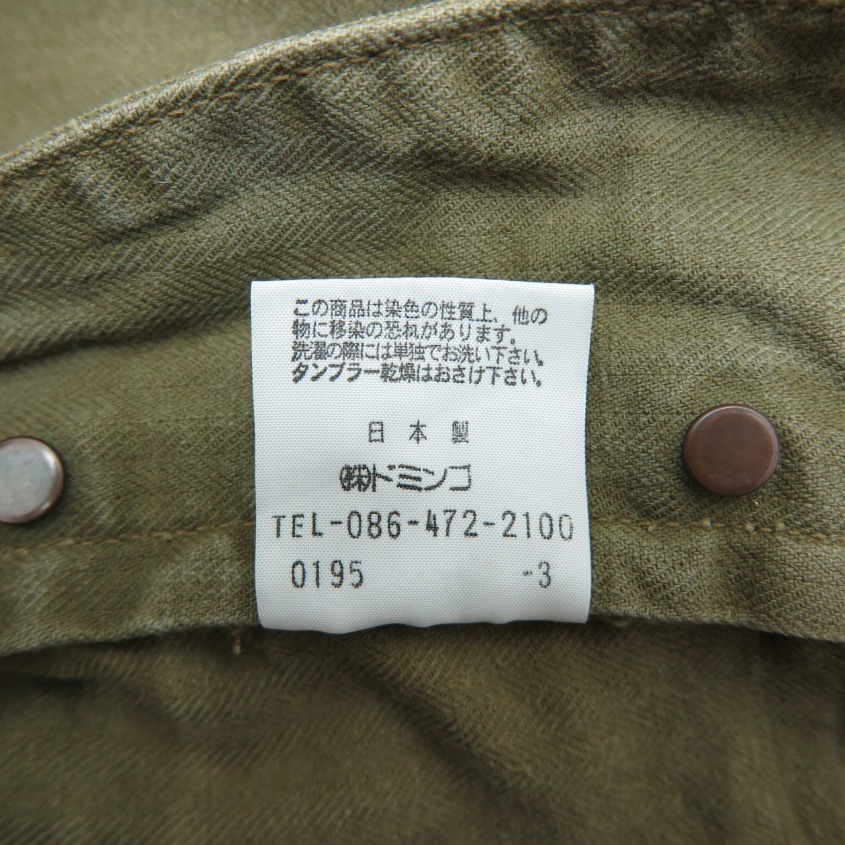 この商品は染色の性質上、他の
物に移染の恐れがあります。
洗濯の際には単独でお洗い下さい。
タンブラー乾燥はおさけ下さい。
日本製
㈱ドミンゴ
TEL-086-472-2100
0195 -3